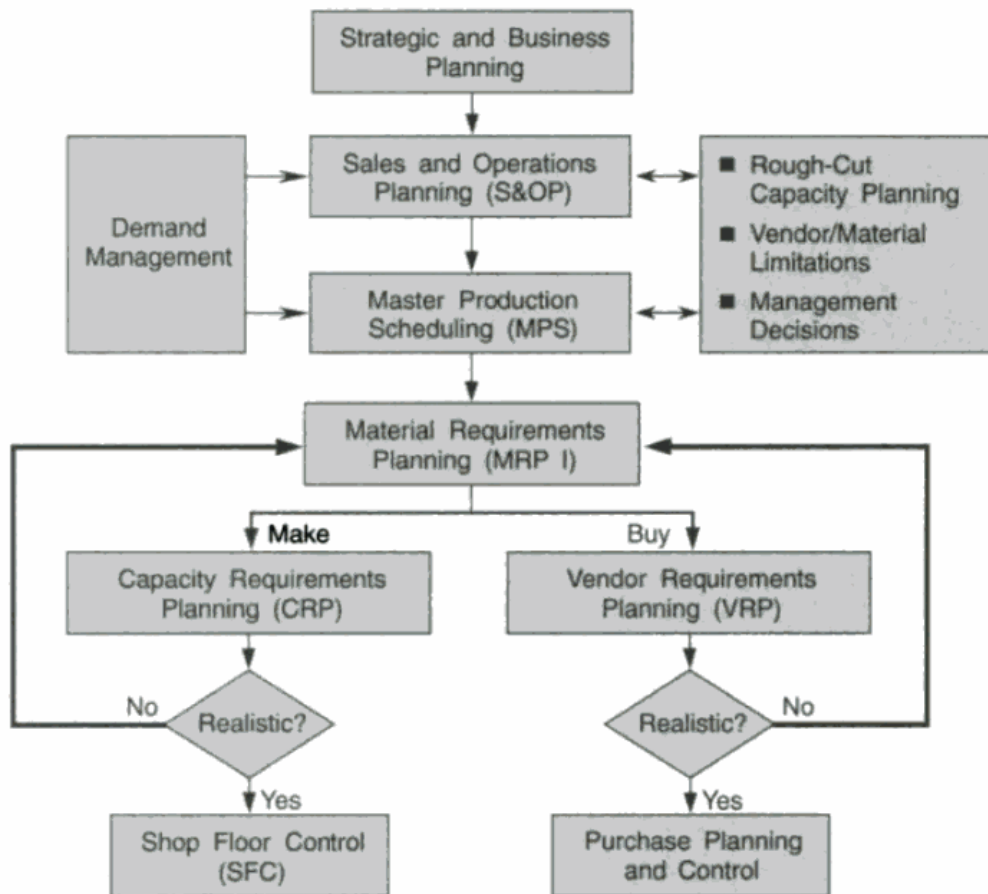 Strategic and Business
Planning
Sales and Operations
Planning (S&OP)
Demand
Management
■ Rough-Cut
Capacity Planning
■ Vendor/Material
Limitations
■ Management
Decisions
Master Production
Scheduling (MPS)
Material Requirements
Planning (MRP I)
Make
Buy
Capacity Requirements
Planning (CRP)
Vendor Requirements
Planning (VRP)
No
Realistic?
Realistic?
No
Yes
Yes
Shop Floor Control
(SFC)
Purchase Planning
and Control